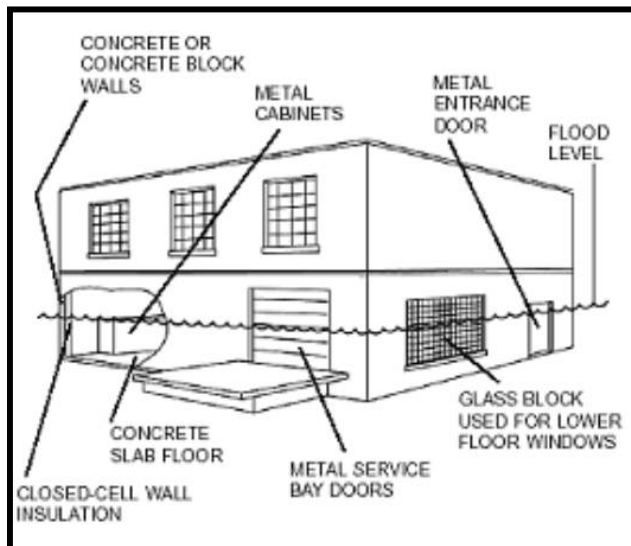 CONCRETE OR
CONCRETE BLOCK
WALLS
METAL
CABINETS
METAL
ENTRANCE
DOOR
FLOOD
LEVEL
CONCRETE
SLAB FLOOR
CLOSED-CELL WALL
INSULATION
METAL SERVICE
BAY DOORS
GLASS BLOCK
USED FOR LOWER
FLOOR WINDOWS